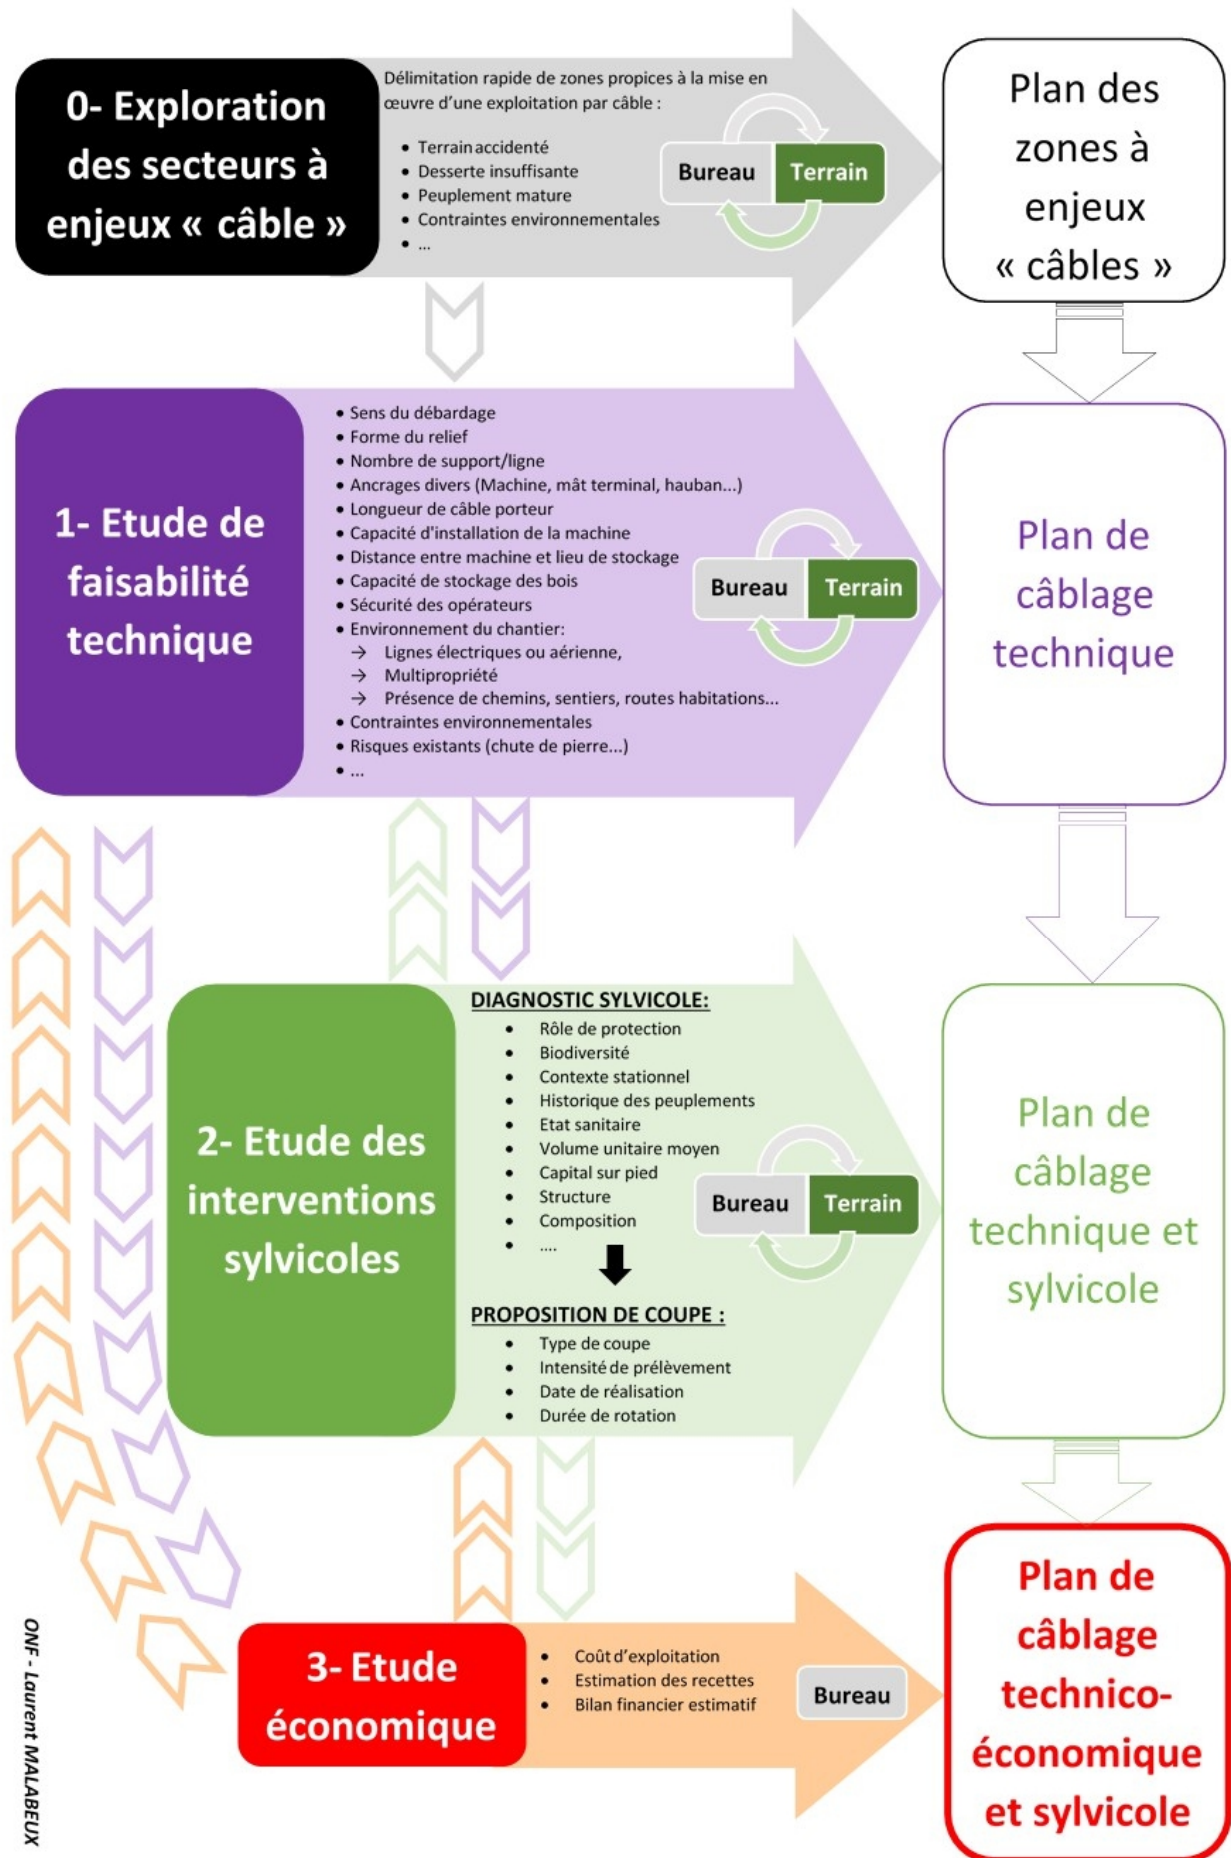 0- Exploration
des secteurs à
enjeux « câble »
Délimitation rapide de zones propices à la mise en
œuvre d’une exploitation par câble :
• Terrain accidenté
• Desserte insuffisante
• Peuplement mature
• Contraintes environnementales
• ...
Bureau
Terrain
Plan des
zones à
enjeux
« câbles »
1- Etude de
faisabilité
technique
• Sens du débardage
• Forme du relief
• Nombre de support/ligne
• Ancrages divers (Machine, mât terminal, hauban...)
• Longueur de câble porteur
• Capacité d'installation de la machine
• Distance entre machine et lieu de stockage
• Capacité de stockage des bois
• Sécurité des opérateurs
• Environnement du chantier:
→ Lignes électriques ou aérienne,
→ Multipropriété
→ Présence de chemins, sentiers, routes habitations...
• Contraintes environnementales
• Risques existants (chute de pierre...)
• ...
Bureau
Terrain
Plan de
câblage
technique
2- Etude des
interventions
sylvicoles
DIAGNOSTIC SYLVICOLE:
• Rôle de protection
• Biodiversité
• Contexte stationnel
• Historique des peuplements
• Etat sanitaire
• Volume unitaire moyen
• Capital sur pied
• Structure
• Composition
• ....
PROPOSITION DE COUPE :
• Type de coupe
• Intensité de prélèvement
• Date de réalisation
• Durée de rotation
Bureau
Terrain
Plan de
câblage
technique et
sylvicole
3- Etude
économique
• Coût d’exploitation
• Estimation des recettes
• Bilan financier estimatif
Bureau
Plan de
câblage
technico-
économique
et sylvicole
ONF - Laurent MALABEUX